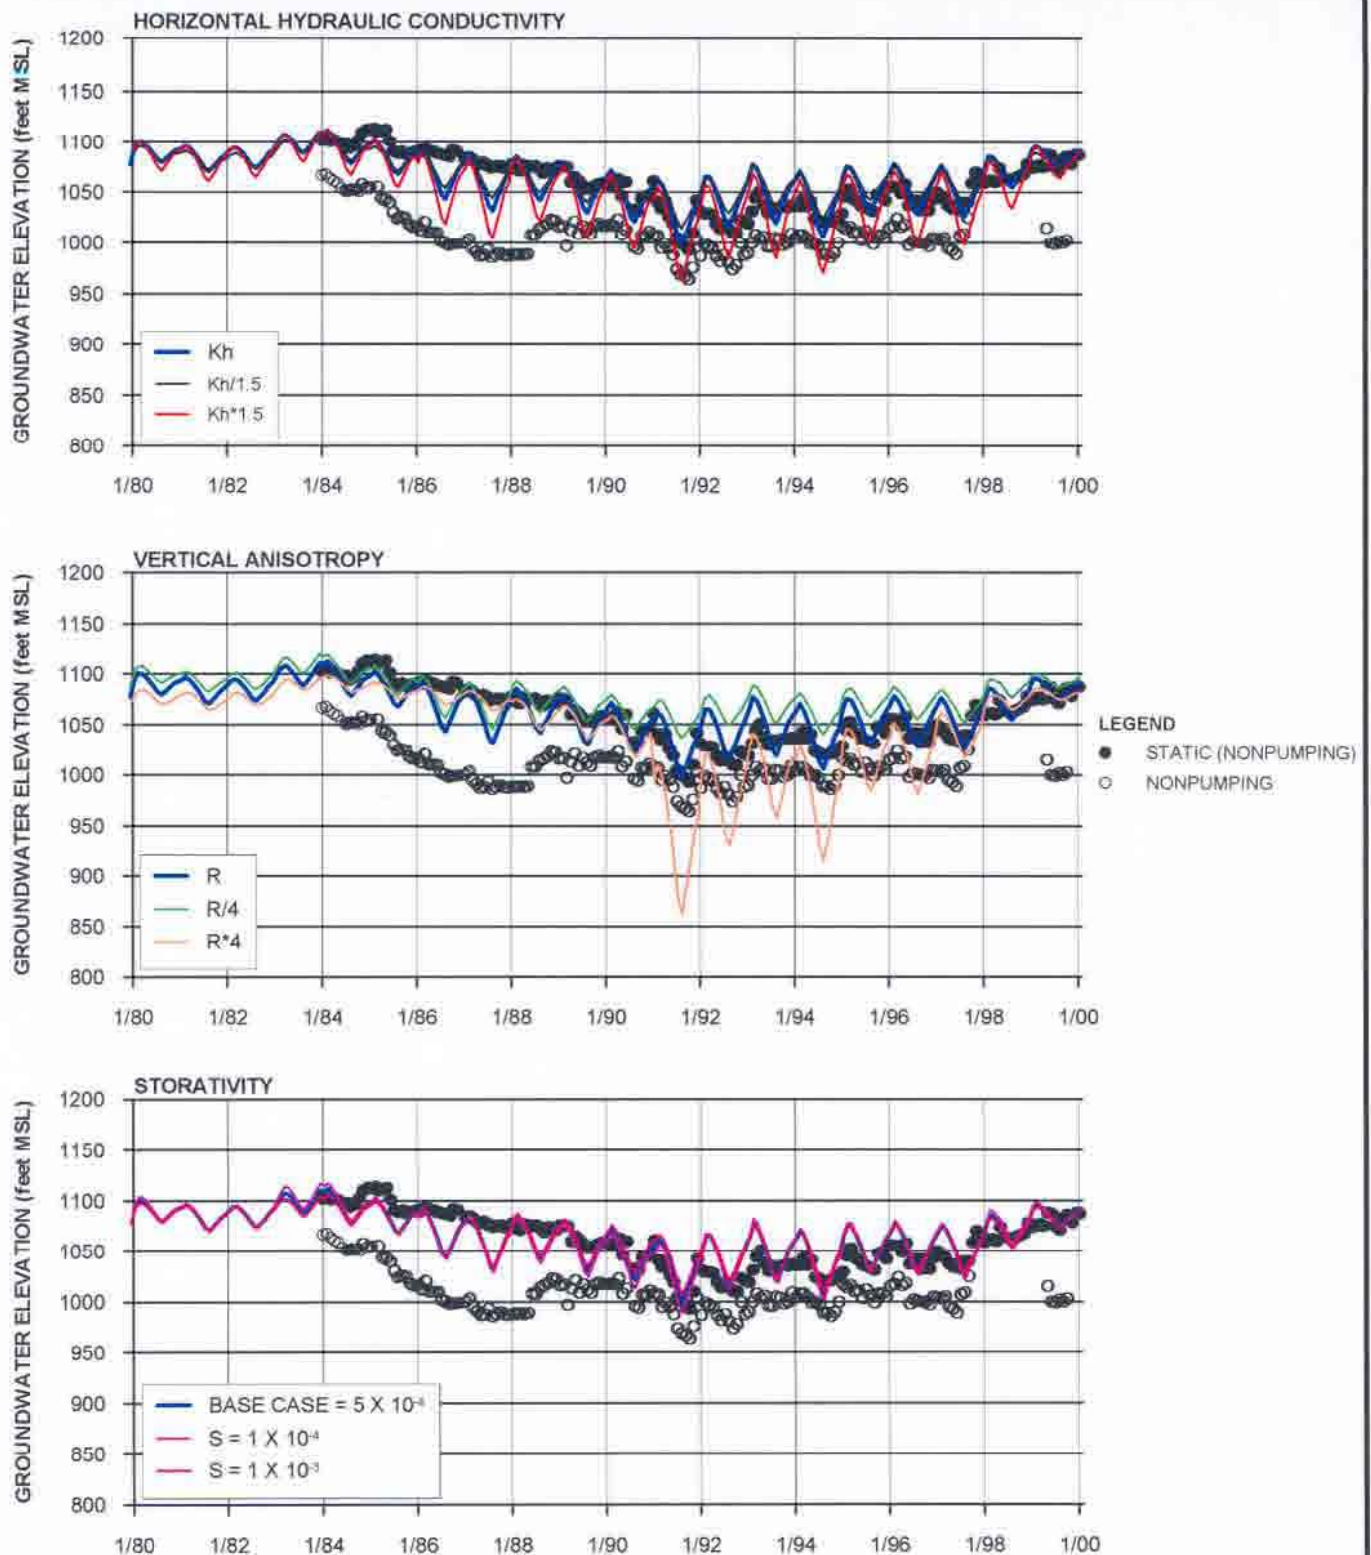 HORIZONTAL HYDRAULIC CONDUCTIVITY
GROUNDWATER ELEVATION (feet MSL)
1200
1150
1100
1050
1000
950
900
850
800
Kh
Kh/1.5
Kh*1.5
1/80 1/82 1/84 1/86 1/88 1/90 1/92 1/94 1/96 1/98 1/00
VERTICAL ANISOTROPY
GROUNDWATER ELEVATION (feet MSL)
1200
1150
1100
1050
1000
950
900
850
800
R
R/4
R*4
1/80 1/82 1/84 1/86 1/88 1/90 1/92 1/94 1/96 1/98 1/00
LEGEND
STATIC (NONPUMPING)
NONPUMPING
STORATIVITY
GROUNDWATER ELEVATION (feet MSL)
1200
1150
1100
1050
1000
950
900
850
800
BASE CASE = 5 X 10⁻⁴
S = 1 X 10⁻⁴
S = 1 X 10⁻³
1/80 1/82 1/84 1/86 1/88 1/90 1/92 1/94 1/96 1/98 1/00